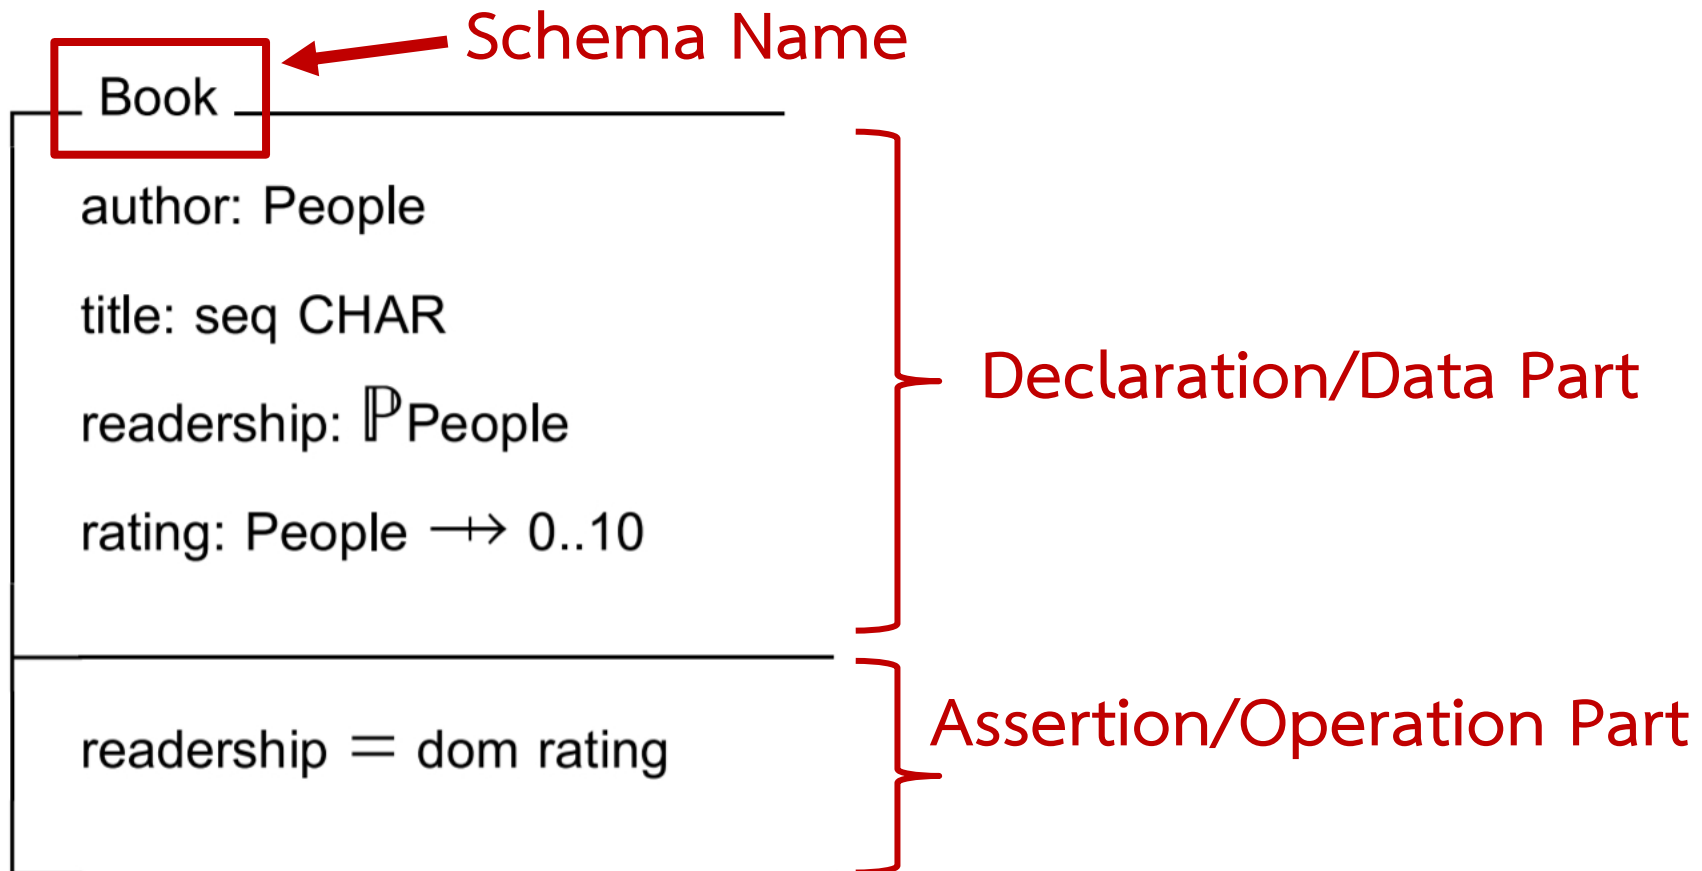 Schema Name
Book
author: People
title: seq CHAR
readership: ℙPeople
rating: People ⇸ 0..10
Declaration/Data Part
readership = dom rating
Assertion/Operation Part